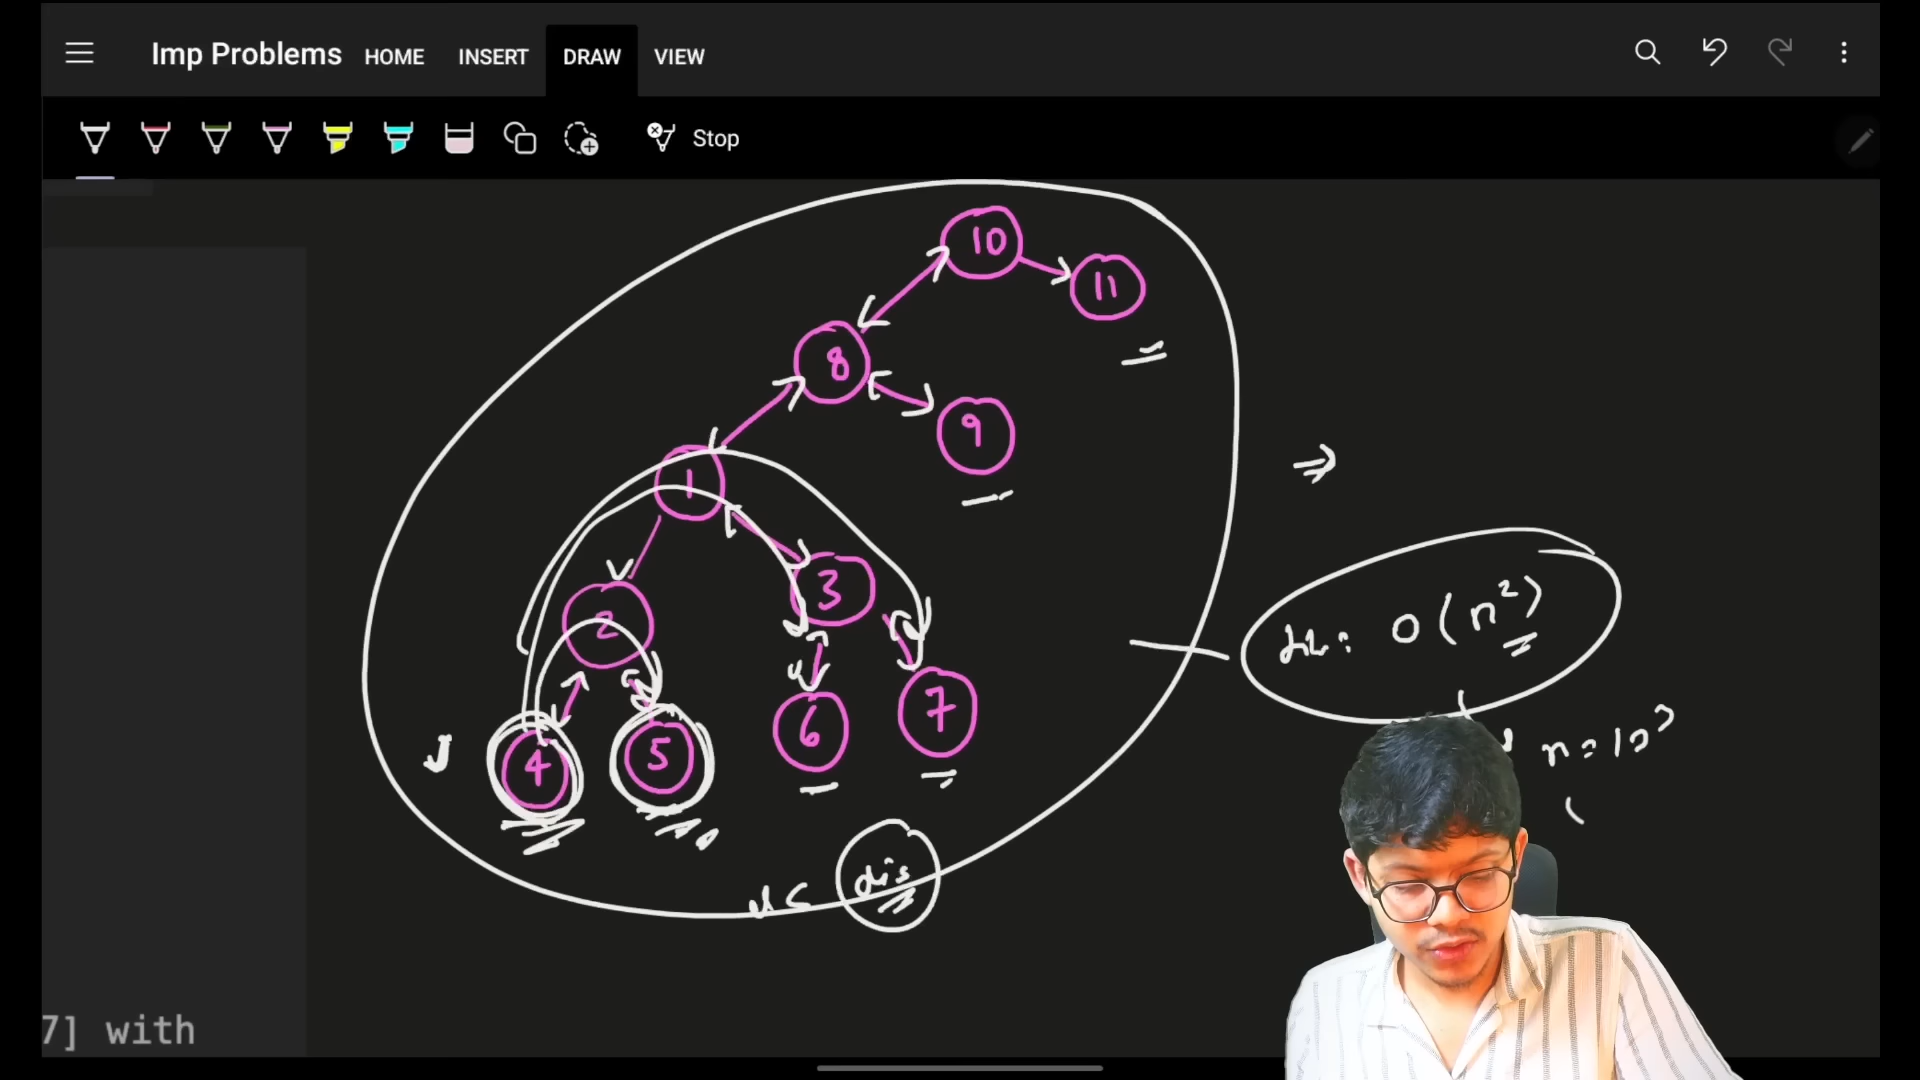 Imp Problems HOME INSERT DRAW VIEW
Stop
10
11
8
9
1
3
2
O(n²)
6
7
4
5
n = 10³
dis
7] with